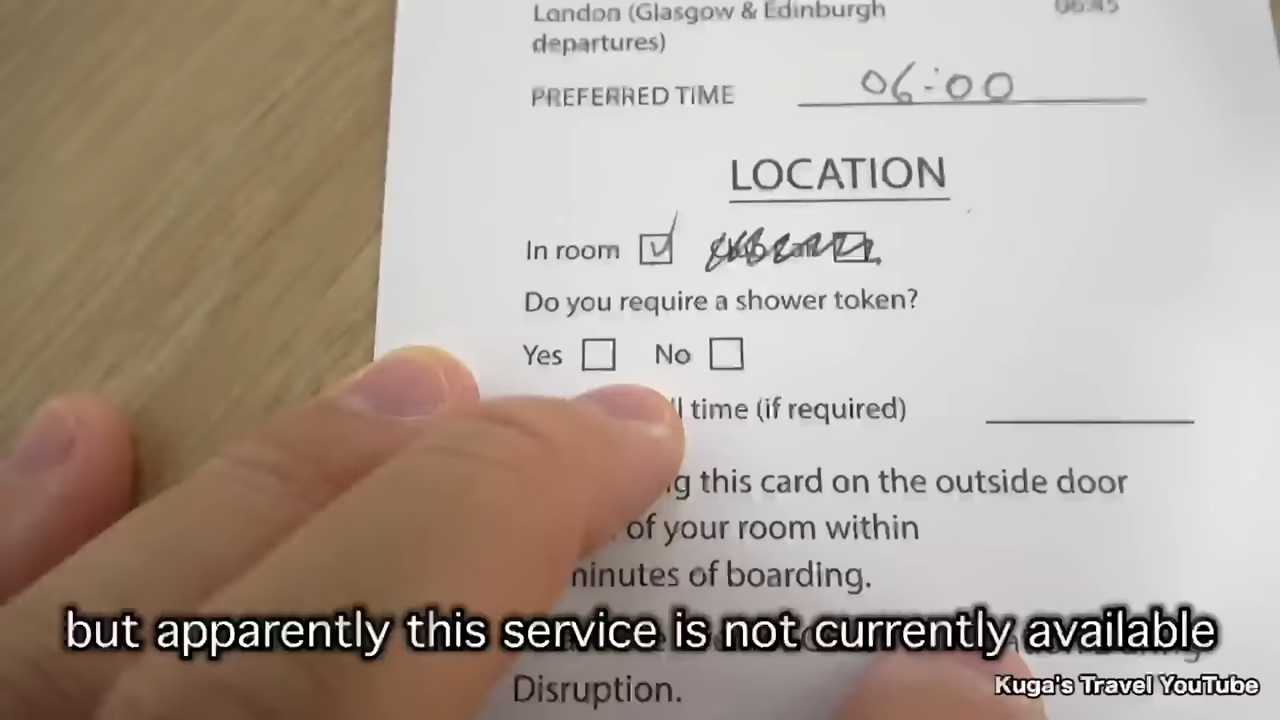 London (Glasgow & Edinburgh 06:45
departures)
PREFERRED TIME 06:00
LOCATION
In room
Do you require a shower token?
Yes No
time (if required)
this card on the outside door
of your room within
minutes of boarding.
but apparently this service is not currently available
Disruption.
Kuga's Travel YouTube